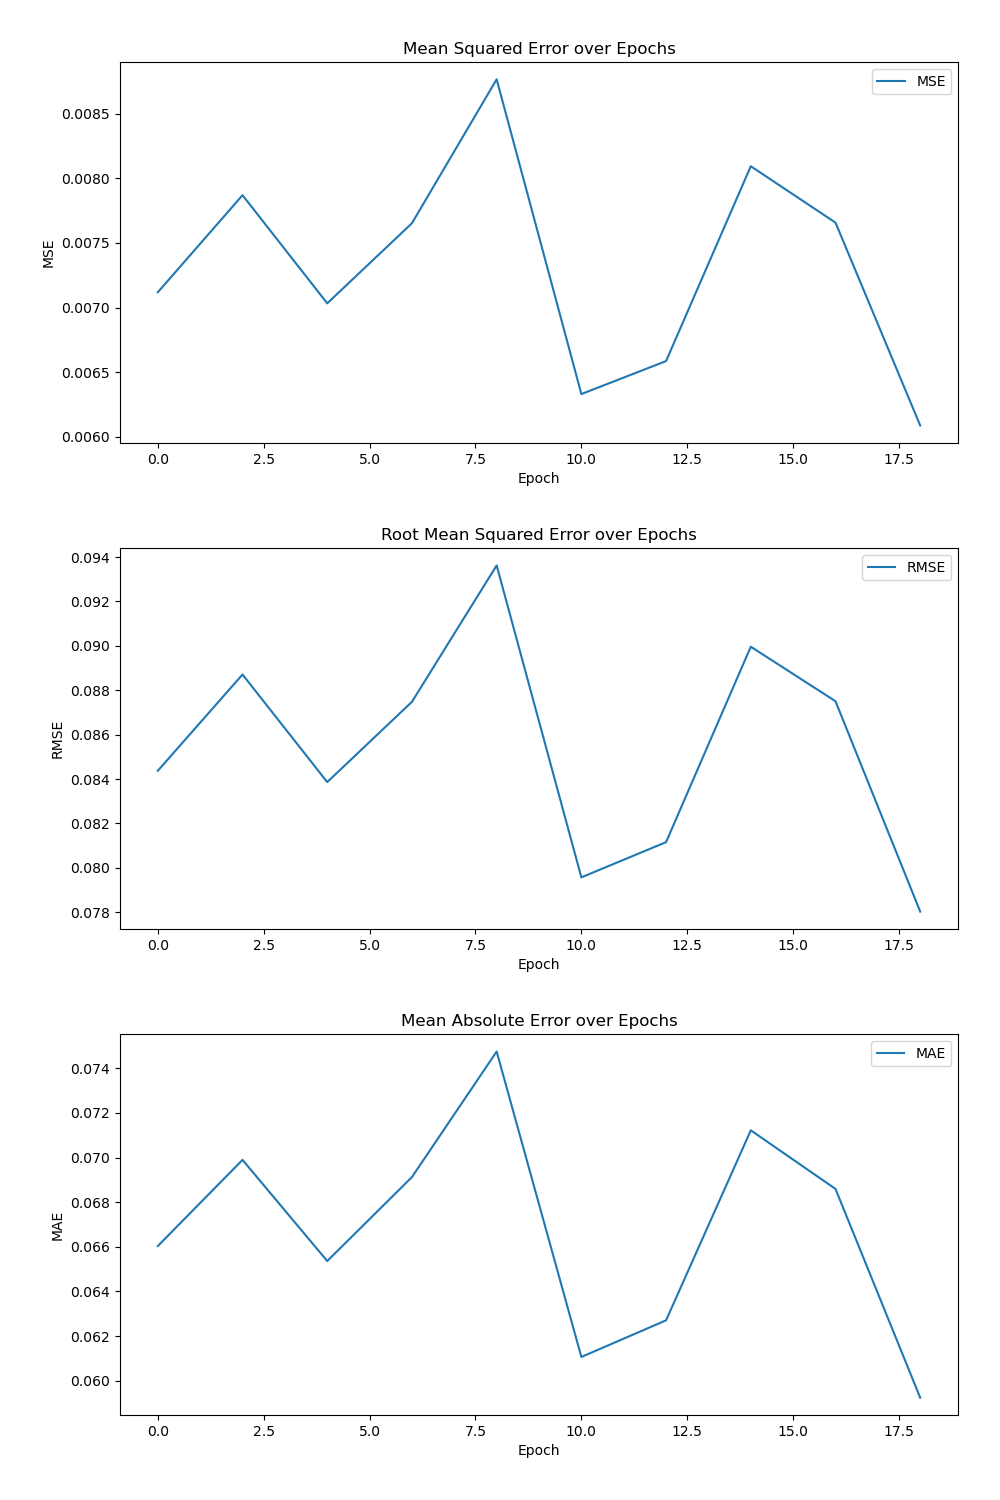 Mean Squared Error over Epochs
MSE
0.0085
0.0080
0.0075
0.0070
0.0065
0.0060
MSE
0.0 2.5 5.0 7.5 10.0 12.5 15.0 17.5
Epoch
Root Mean Squared Error over Epochs
RMSE
0.094
0.092
0.090
0.088
0.086
0.084
0.082
0.080
0.078
RMSE
0.0 2.5 5.0 7.5 10.0 12.5 15.0 17.5
Epoch
Mean Absolute Error over Epochs
MAE
0.074
0.072
0.070
0.068
0.066
0.064
0.062
0.060
MAE
0.0 2.5 5.0 7.5 10.0 12.5 15.0 17.5
Epoch